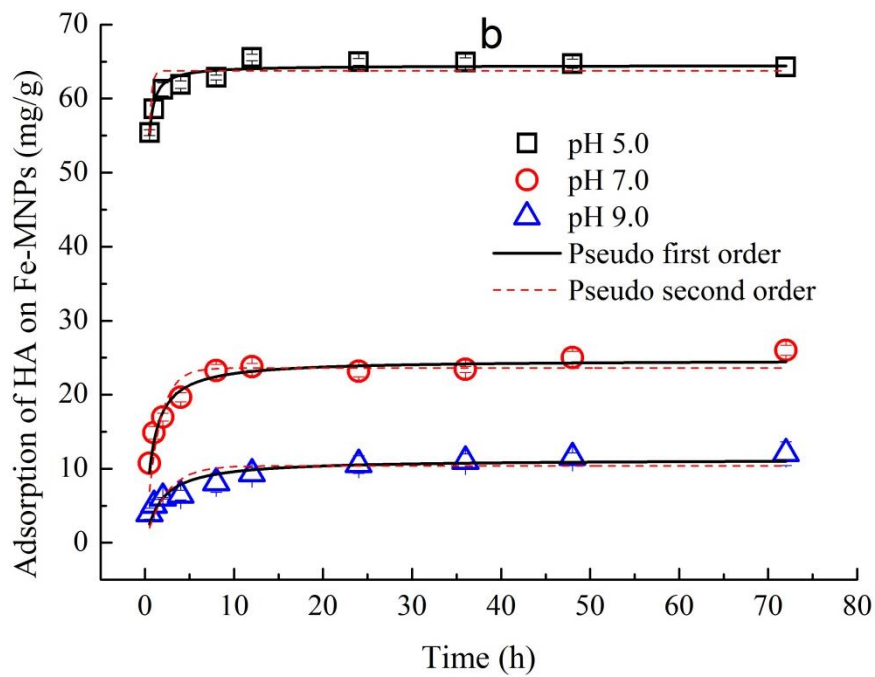 b
70
60
50
40
30
20
10
0
Adsorption of HA on Fe-MNPs (mg/g)
pH 5.0
pH 7.0
pH 9.0
Pseudo first order
Pseudo second order
0 10 20 30 40 50 60 70 80
Time (h)